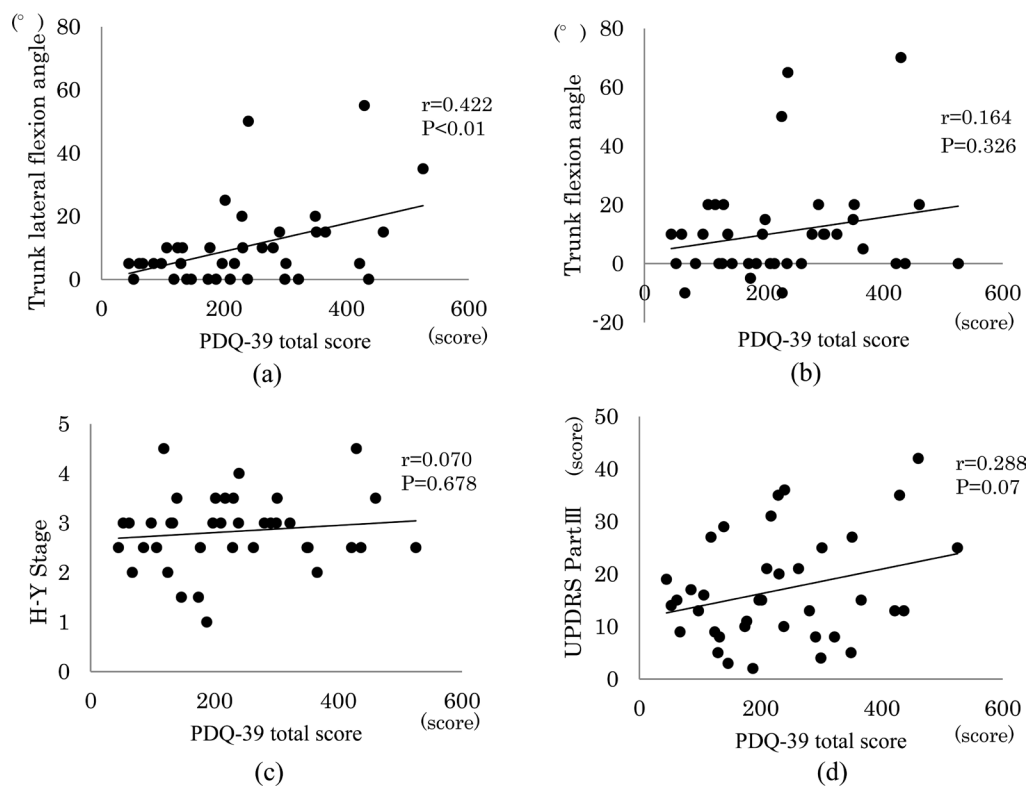 (° )
80
60
40
20
0
0 200 400 600
Trunk lateral flexion angle
r=0.422
P<0.01
PDQ-39 total score
(score)
(a)
(° )
80
60
40
20
0
-20
0 200 400 600
Trunk flexion angle
r=0.164
P=0.326
PDQ-39 total score
(score)
(b)
5
4
3
2
1
0
0 200 400 600
H-Y Stage
r=0.070
P=0.678
PDQ-39 total score
(score)
(c)
50
40
30
20
10
0
0 200 400 600
UPDRS PartⅢ
(score)
r=0.288
P=0.07
PDQ-39 total score
(score)
(d)